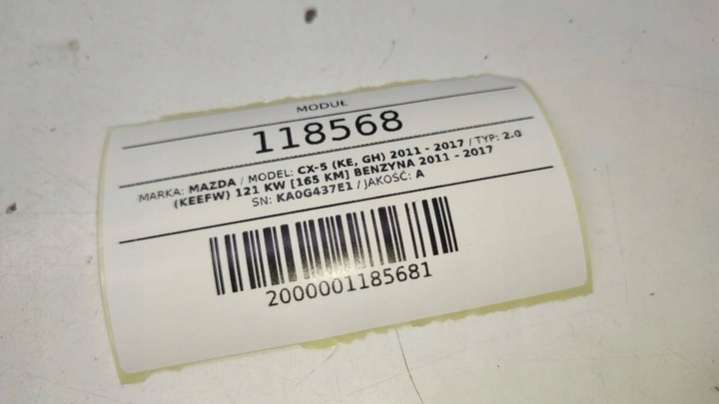 MODUŁ
118568
MARKA: MAZDA / MODEL: CX-5 (KE, GH) 2011 - 2017 / TYP: 2.0
(KEEFW) 121 KW [165 KM] BENZYNA 2011 - 2017
SN: KA0G437E1 / JAKOŚĆ: A
2000001185681